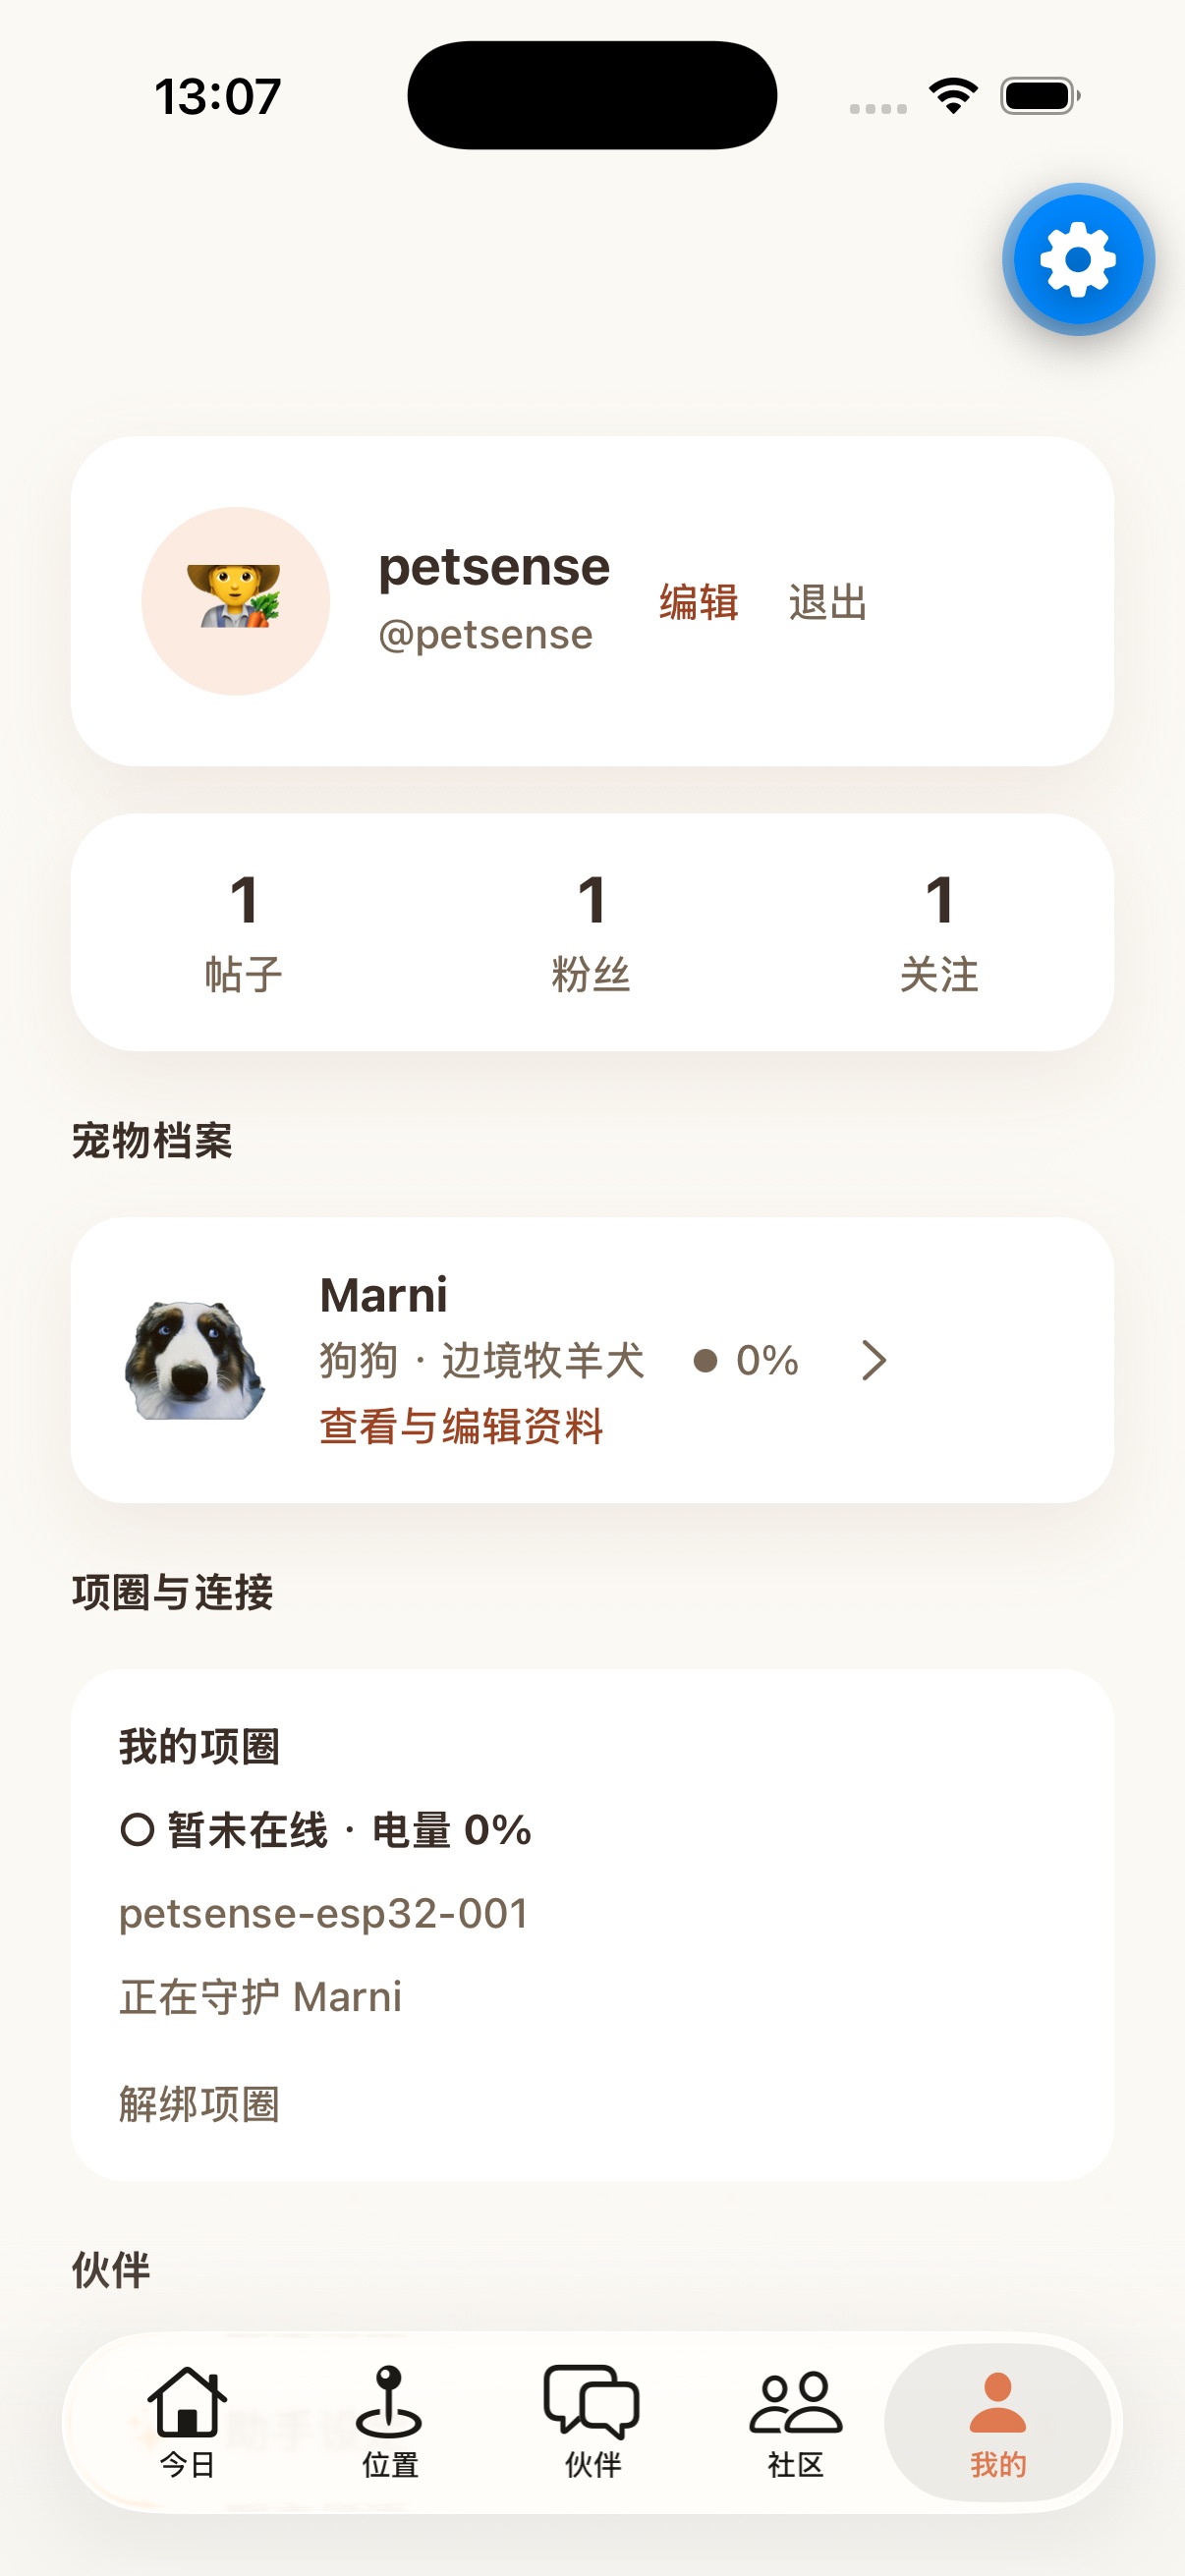 13:07
petsense
@petsense
编辑
退出
1
帖子
1
粉丝
1
关注
宠物档案
Marni
狗狗 · 边境牧羊犬
0%
查看与编辑资料
项圈与连接
我的项圈
暂未在线 · 电量 0%
petsense-esp32-001
正在守护 Marni
解绑项圈
伙伴
今日
位置
伙伴
社区
我的